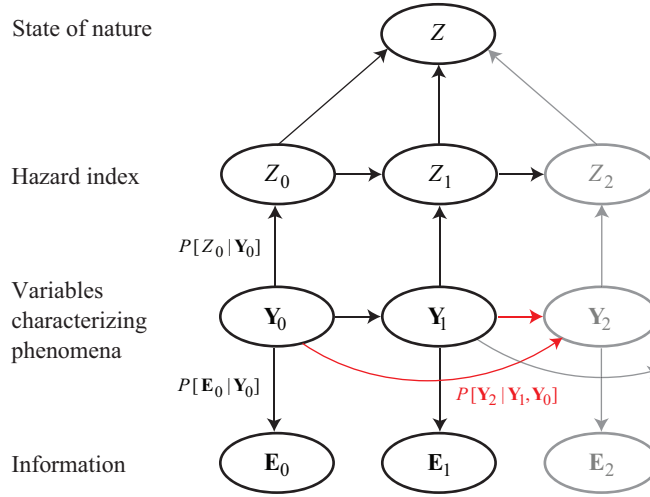 State of nature
Z
Hazard index
Z0
Z1
Z2
P[Z0 | Y0]
Variables
characterizing
phenomena
Y0
Y1
Y2
P[E0 | Y0]
P[Y2 | Y1, Y0]
Information
E0
E1
E2